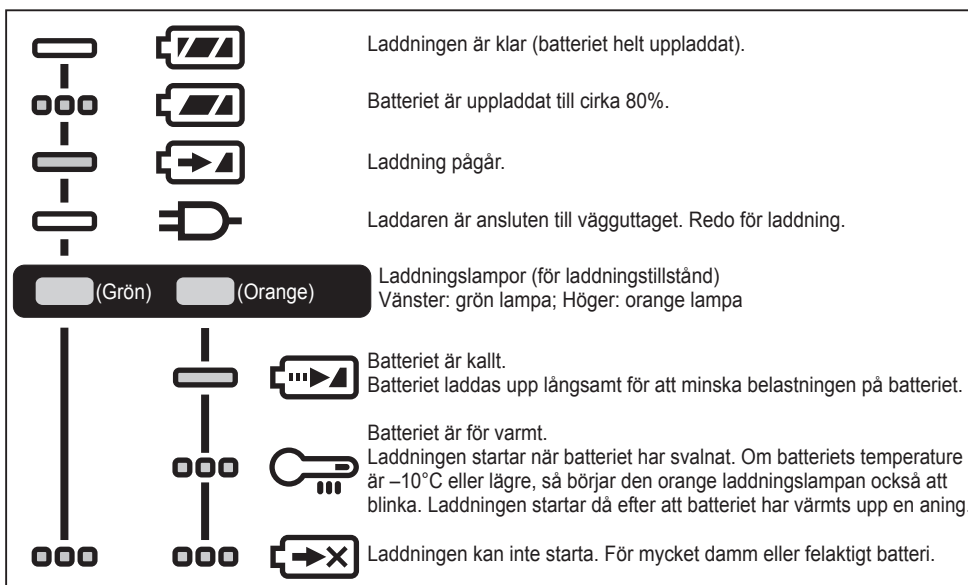 Laddningen är klar (batteriet helt uppladdat).
Batteriet är uppladdat till cirka 80%.
Laddning pågår.
Laddaren är ansluten till vägguttaget. Redo för laddning.
(Grön) (Orange)
Laddningslampor (för laddningstillstånd)
Vänster: grön lampa; Höger: orange lampa
Batteriet är kallt.
Batteriet laddas upp långsamt för att minska belastningen på batteriet.
Batteriet är för varmt.
Laddningen startar när batteriet har svalnat. Om batteriets temperature
är –10°C eller lägre, så börjar den orange laddningslampan också att
blinka. Laddningen startar då efter att batteriet har värmts upp en aning.
Laddningen kan inte starta. För mycket damm eller felaktigt batteri.